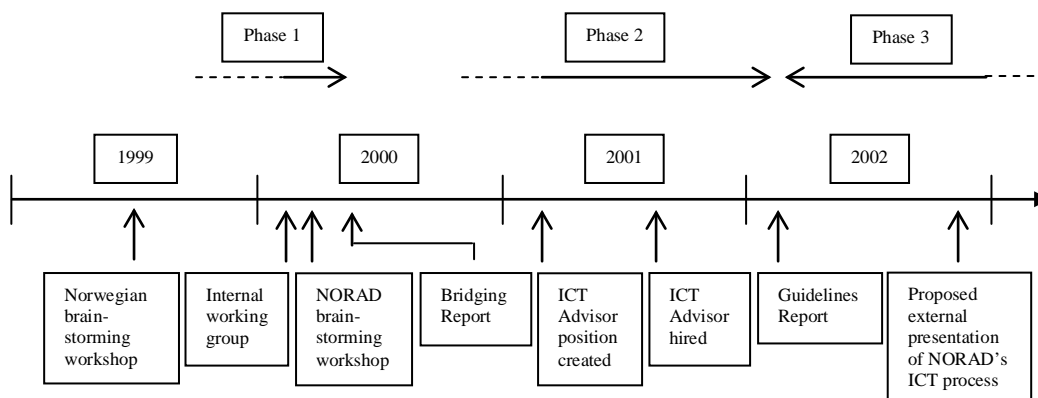 Phase 1
Phase 2
Phase 3
1999
2000
2001
2002
Norwegian
brain-
storming
workshop
Internal
working
group
NORAD
brain-
storming
workshop
Bridging
Report
ICT
Advisor
position
created
ICT
Advisor
hired
Guidelines
Report
Proposed
external
presentation
of NORAD’s
ICT process